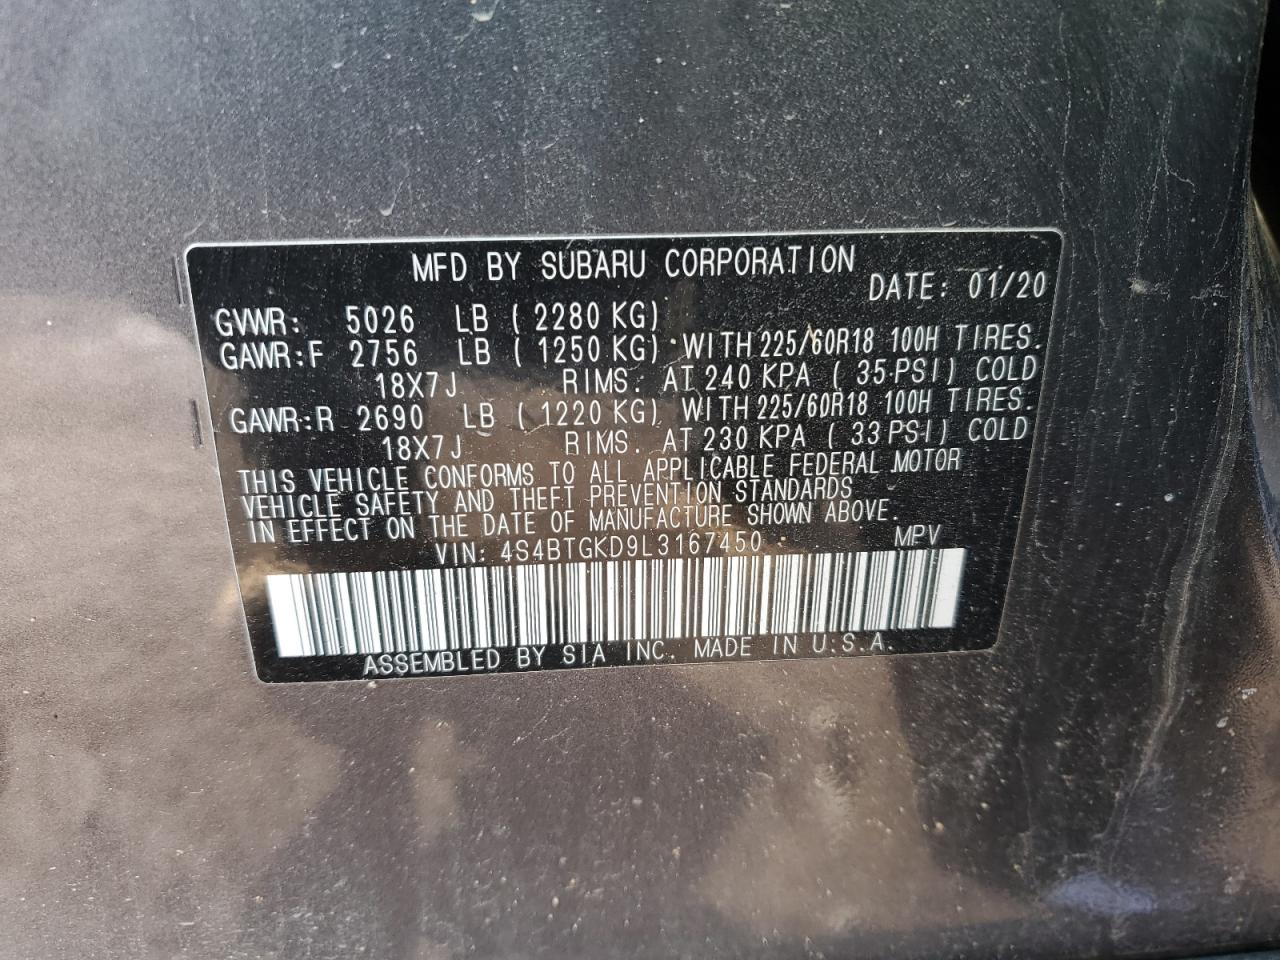 MFD BY SUBARU CORPORATION
DATE: 01/20
GVWR: 5026 LB ( 2280 KG)
GAWR:F 2756 LB ( 1250 KG) WITH 225/60R18 100H TIRES.
18X7J RIMS. AT 240 KPA ( 35 PSI) COLD
GAWR:R 2690 LB ( 1220 KG) WITH 225/60R18 100H TIRES.
18X7J RIMS. AT 230 KPA ( 33 PSI) COLD
THIS VEHICLE CONFORMS TO ALL APPLICABLE FEDERAL MOTOR
VEHICLE SAFETY AND THEFT PREVENTION STANDARDS
IN EFFECT ON THE DATE OF MANUFACTURE SHOWN ABOVE.
VIN: 4S4BTGKD9L3167450 MPV
ASSEMBLED BY SIA INC. MADE IN U.S.A.